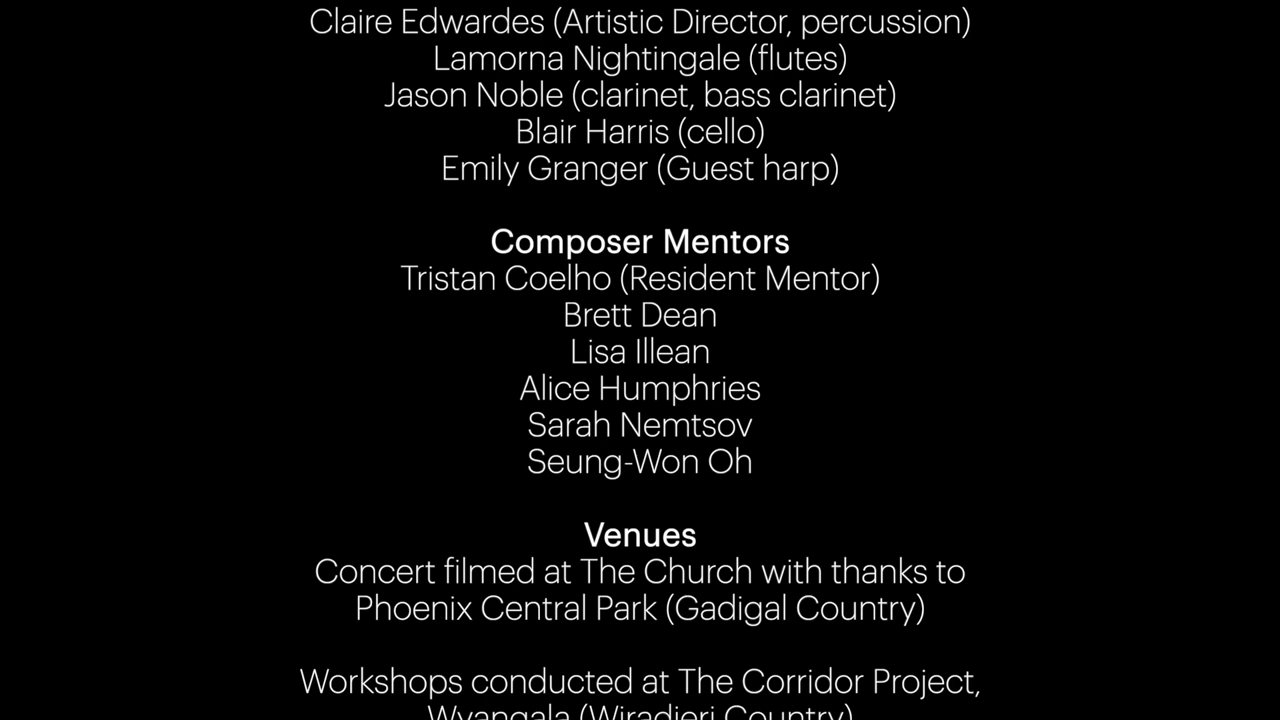 Claire Edwardes (Artistic Director, percussion)
Lamorna Nightingale (flutes)
Jason Noble (clarinet, bass clarinet)
Blair Harris (cello)
Emily Granger (Guest harp)
Composer Mentors
Tristan Coelho (Resident Mentor)
Brett Dean
Lisa Illean
Alice Humphries
Sarah Nemtsov
Seung-Won Oh
Venues
Concert filmed at The Church with thanks to
Phoenix Central Park (Gadigal Country)
Workshops conducted at The Corridor Project,
Wyangala (Wiradjeri Country)